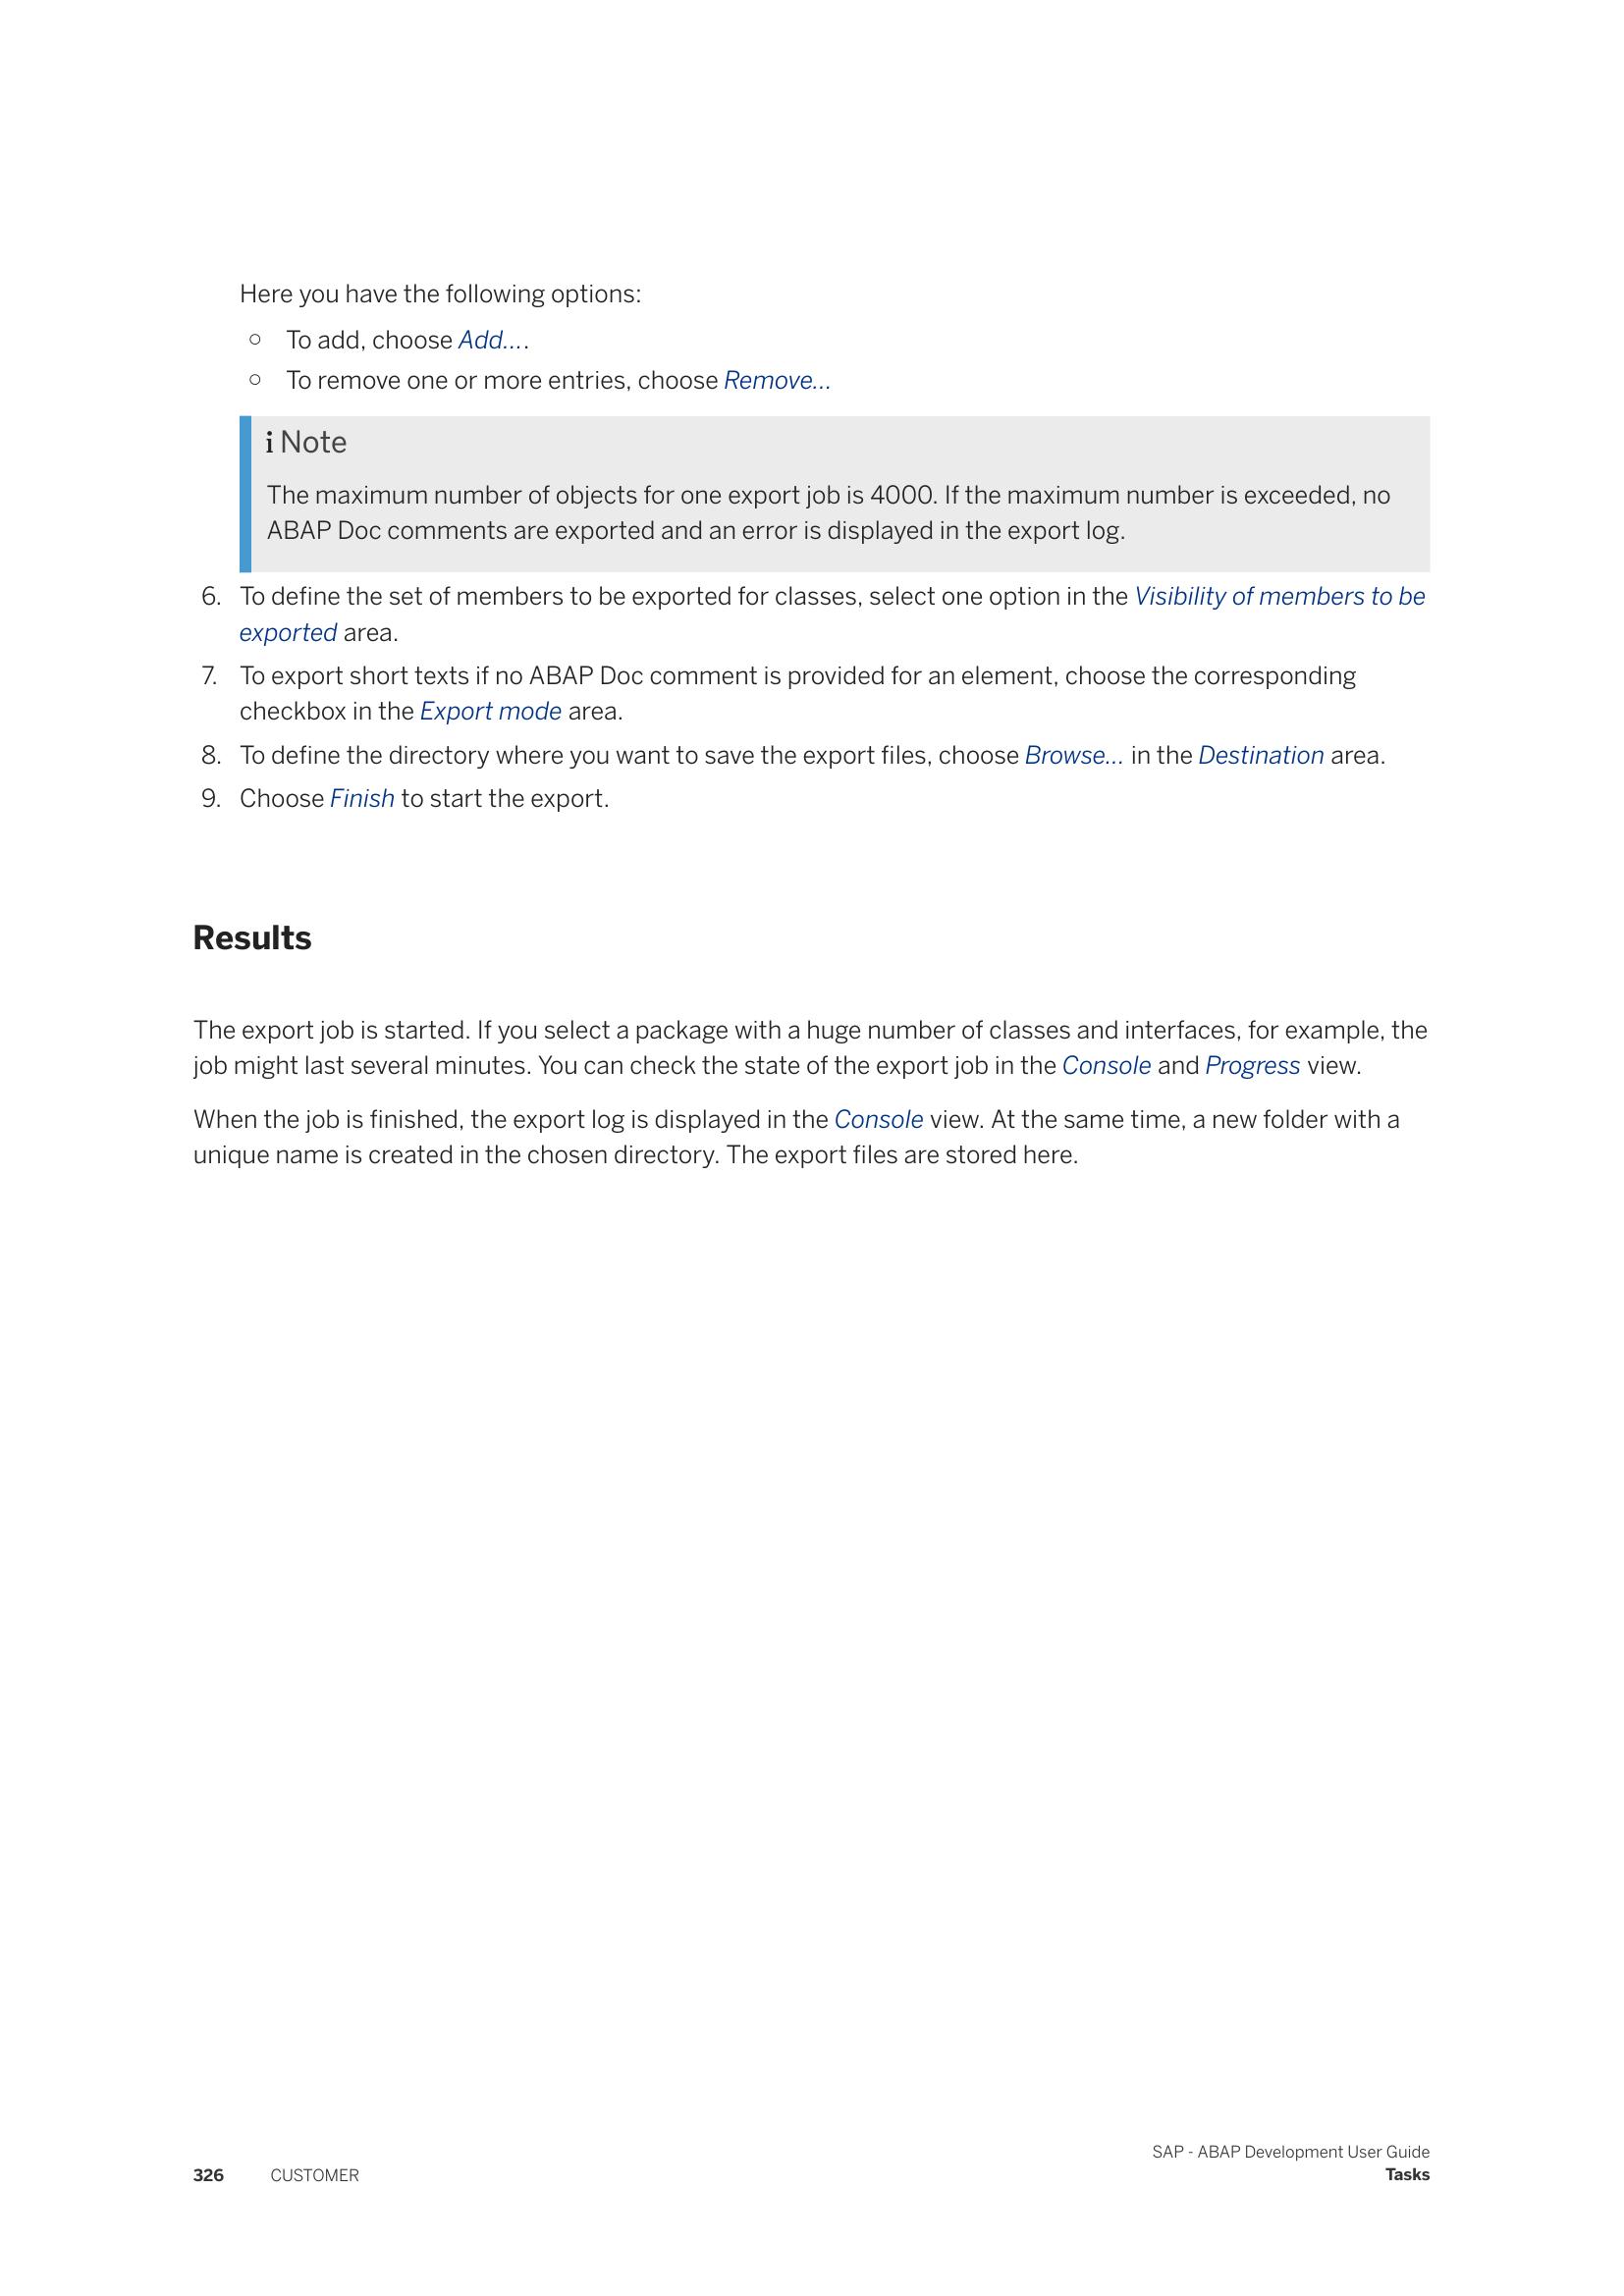 Here you have the following options:
○ To add, choose Add....
○ To remove one or more entries, choose Remove...
i Note
The maximum number of objects for one export job is 4000. If the maximum number is exceeded, no
ABAP Doc comments are exported and an error is displayed in the export log.
6. To define the set of members to be exported for classes, select one option in the Visibility of members to be
exported area.
7. To export short texts if no ABAP Doc comment is provided for an element, choose the corresponding
checkbox in the Export mode area.
8. To define the directory where you want to save the export files, choose Browse... in the Destination area.
9. Choose Finish to start the export.
Results
The export job is started. If you select a package with a huge number of classes and interfaces, for example, the
job might last several minutes. You can check the state of the export job in the Console and Progress view.
When the job is finished, the export log is displayed in the Console view. At the same time, a new folder with a
unique name is created in the chosen directory. The export files are stored here.
SAP - ABAP Development User Guide
326 CUSTOMER Tasks